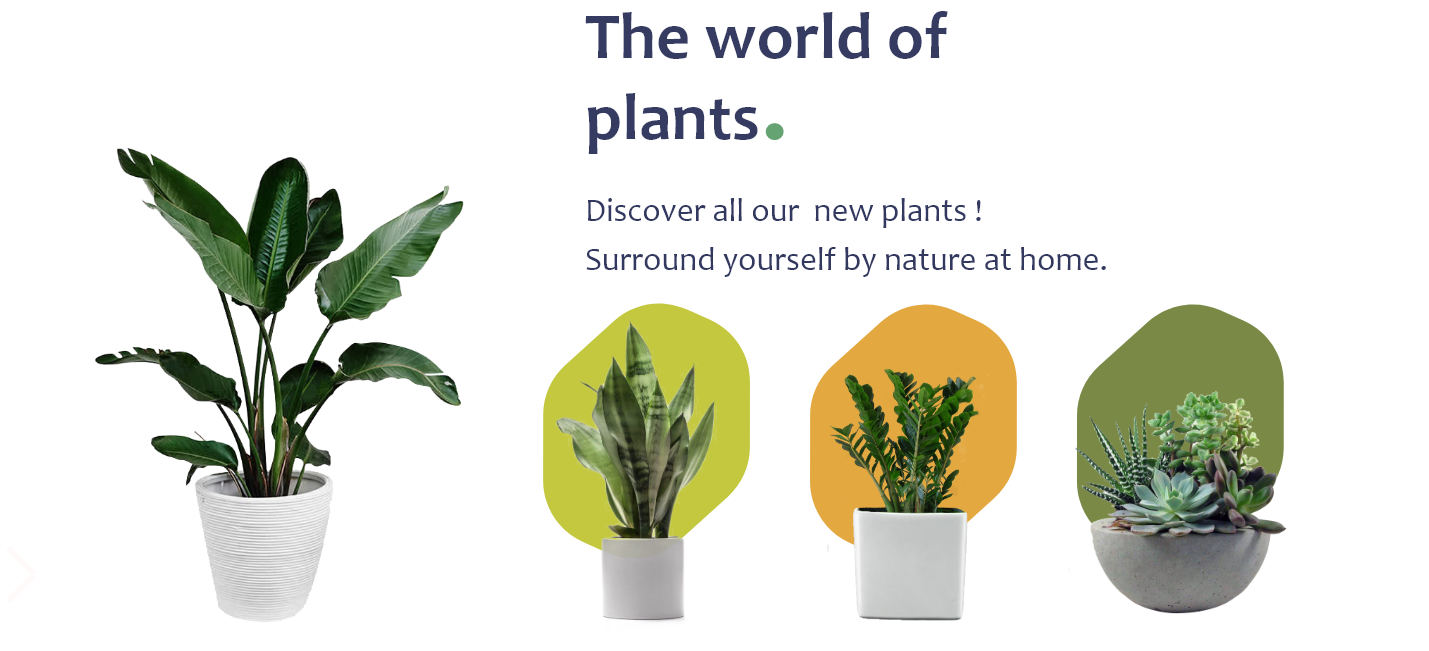 The world of
plants.
Discover all our new plants !
Surround yourself by nature at home.